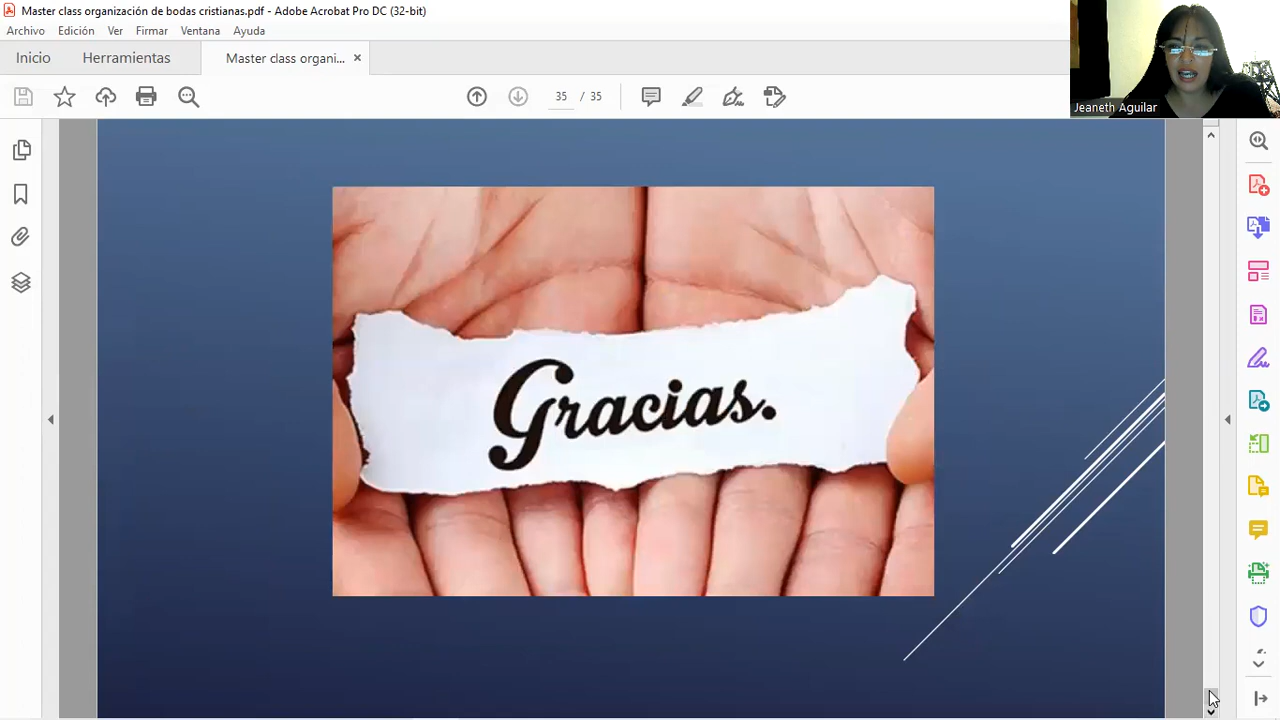 Master class organización de bodas cristianas.pdf - Adobe Acrobat Pro DC (32-bit)
Archivo Edición Ver Firmar Ventana Ayuda
Inicio Herramientas Master class organi... ×
35 / 35
Jeaneth Aguilar
Gracias.